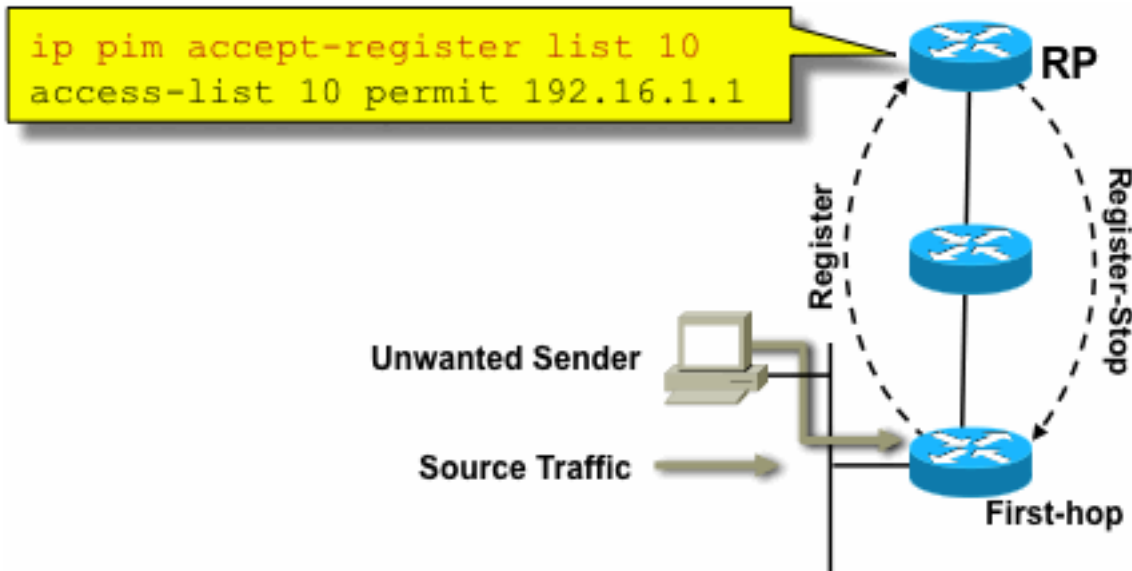 ip pim accept-register list 10
access-list 10 permit 192.16.1.1
RP
Register
Register-Stop
Unwanted Sender
Source Traffic
First-hop